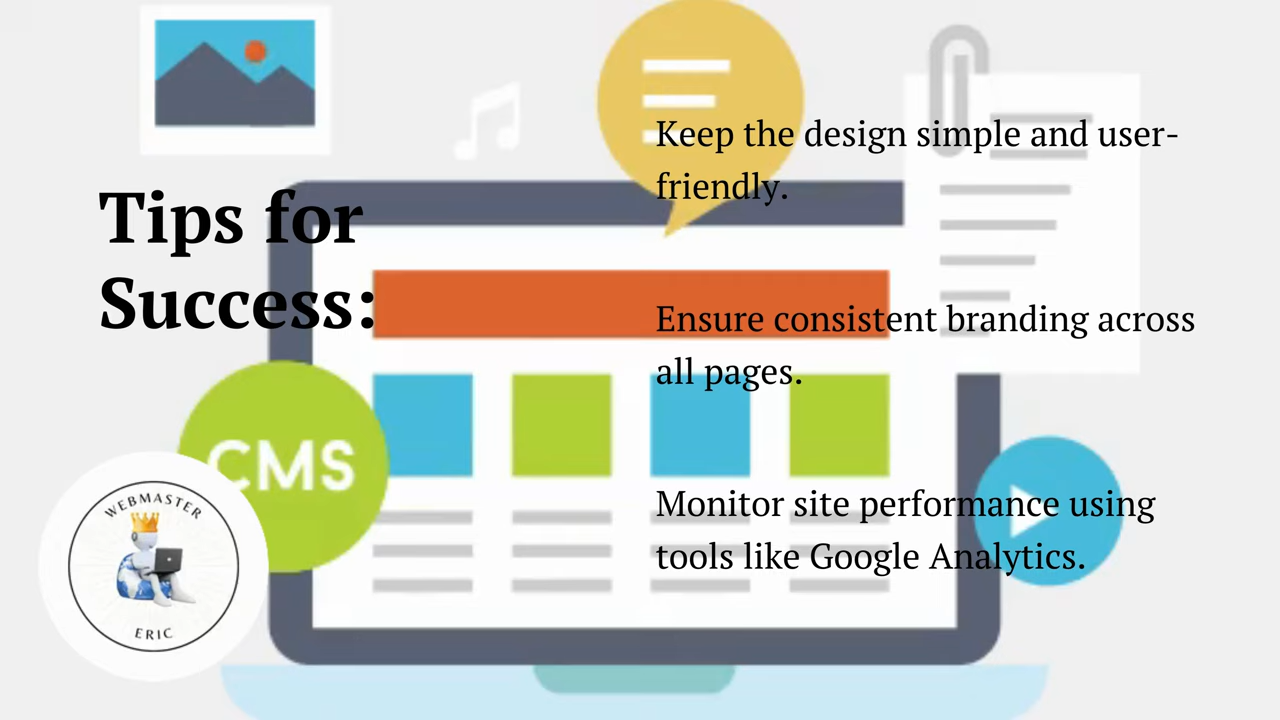 Tips for
Success:
Keep the design simple and user-
friendly.
Ensure consistent branding across
all pages.
Monitor site performance using
tools like Google Analytics.
CMS
WEBMASTER
ERIC